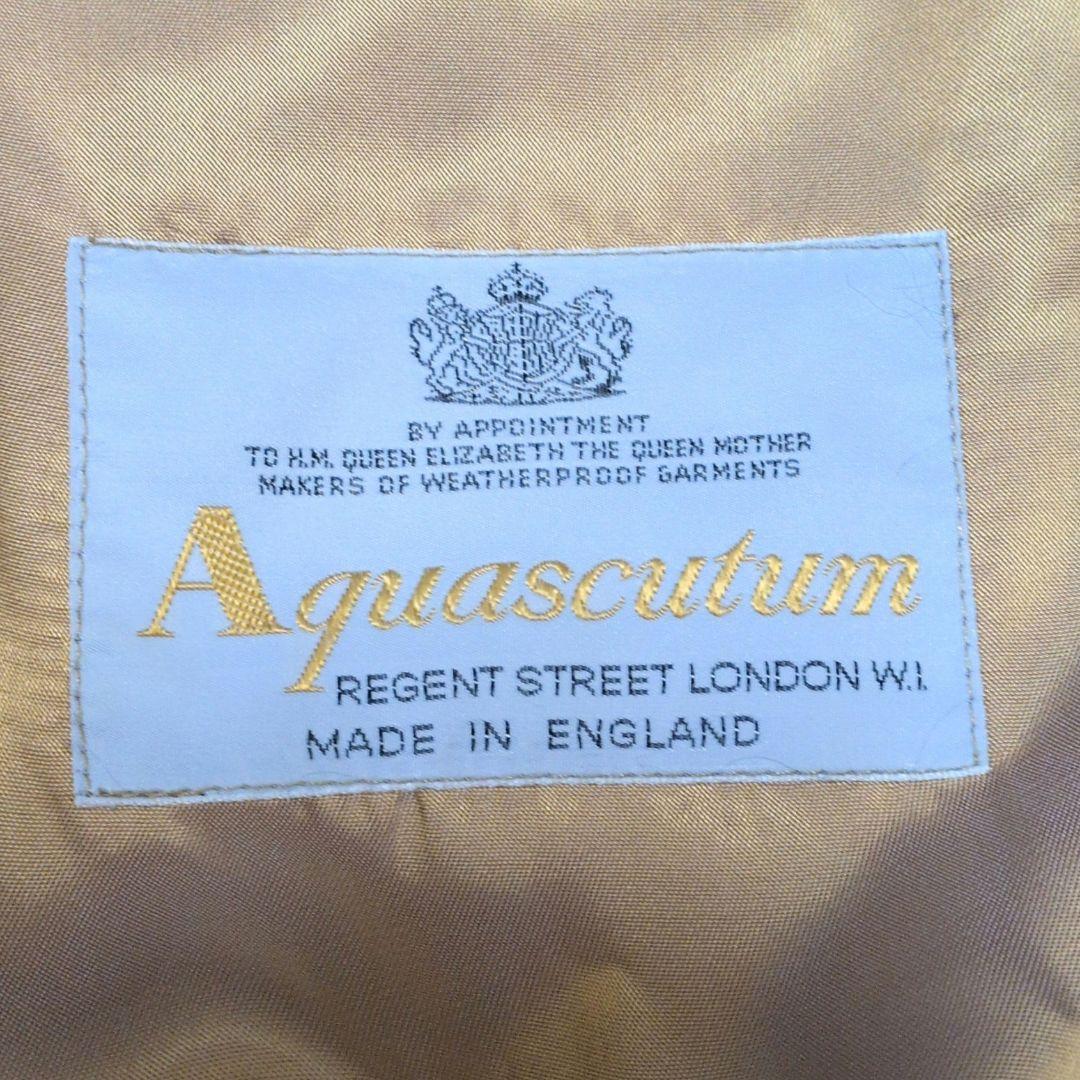 BY APPOINTMENT
TO H.M. QUEEN ELIZABETH THE QUEEN MOTHER
MAKERS OF WEATHERPROOF GARMENTS
Aquascutum
REGENT STREET LONDON W.I.
MADE IN ENGLAND